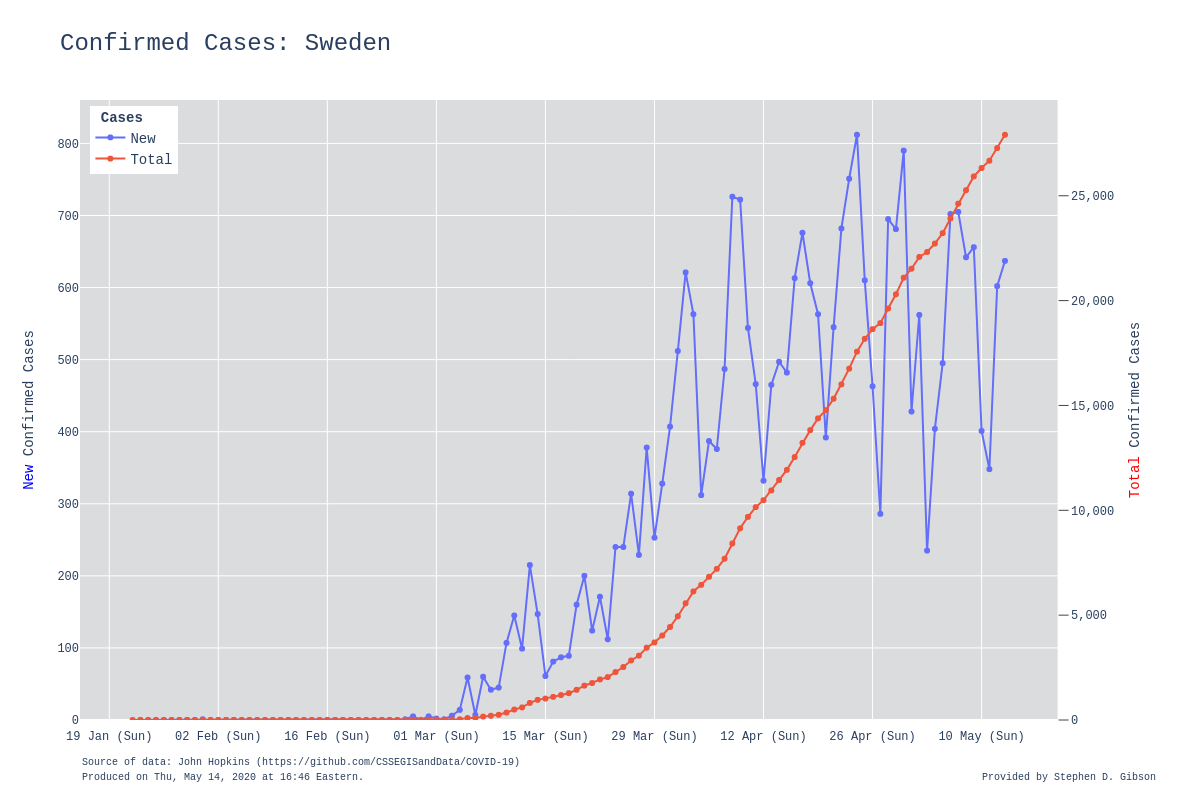 Confirmed Cases: Sweden
Cases
New
Total
800
700
600
500
400
300
200
100
0
New Confirmed Cases
25,000
20,000
15,000
10,000
5,000
0
Total Confirmed Cases
19 Jan (Sun) 02 Feb (Sun) 16 Feb (Sun) 01 Mar (Sun) 15 Mar (Sun) 29 Mar (Sun) 12 Apr (Sun) 26 Apr (Sun) 10 May (Sun)
Source of data: John Hopkins (https://github.com/CSSEGISandData/COVID-19)
Produced on Thu, May 14, 2020 at 16:46 Eastern.
Provided by Stephen D. Gibson